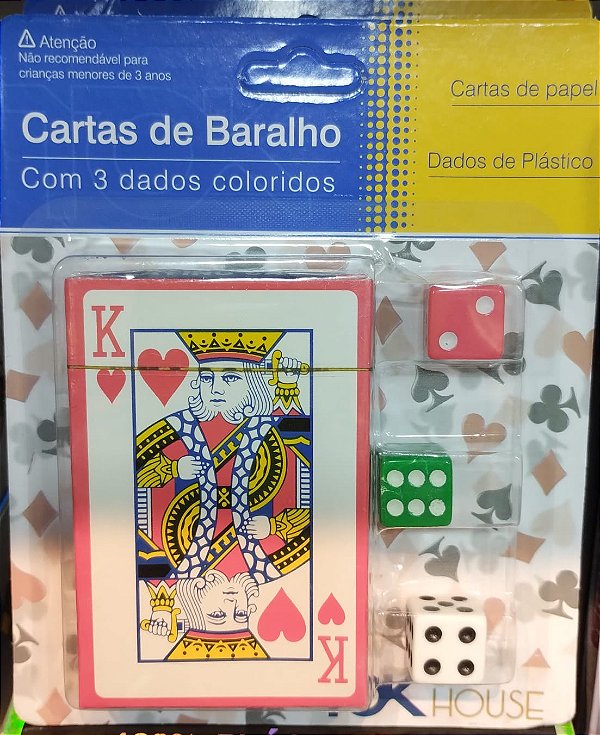 Atenção
Não recomendável para
crianças menores de 3 anos
Cartas de Baralho
Com 3 dados coloridos
Cartas de papel
Dados de Plástico
K
K
HOUSE